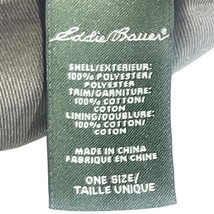 Eddie Bauer®
SHELL/EXTERIEUR:
100% POLYESTER/
POLYESTER
TRIM/GARNITURE:
100% COTTON/
COTON
LINING/DOUBLURE:
100% COTTON/
COTON
MADE IN CHINA
FABRIQUE EN CHINE
ONE SIZE/
TAILLE UNIQUE